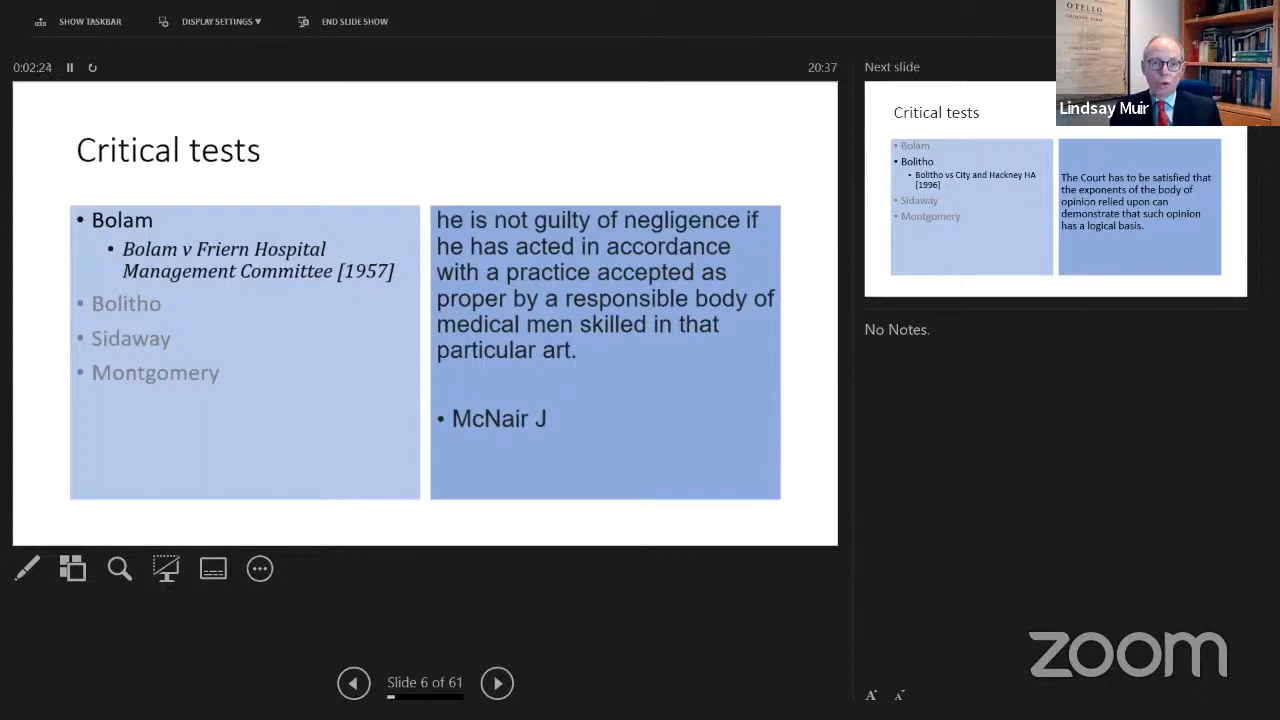 SHOW TASKBAR
DISPLAY SETTINGS ▼
END SLIDE SHOW
0:02:24
20:37
Next slide
Critical tests
• Bolam
• Bolam v Friern Hospital
Management Committee [1957]
• Bolitho
• Sidaway
• Montgomery
he is not guilty of negligence if
he has acted in accordance
with a practice accepted as
proper by a responsible body of
medical men skilled in that
particular art.
• McNair J
Critical tests
• Bolam
• Bolitho
• Bolitho vs City and Hackney HA
[1996]
• Sidaway
• Montgomery
The Court has to be satisfied that
the exponents of the body of
opinion relied upon can
demonstrate that such opinion
has a logical basis.
OTELLO
Lindsay Muir
No Notes.
Slide 6 of 61
A A
zoom